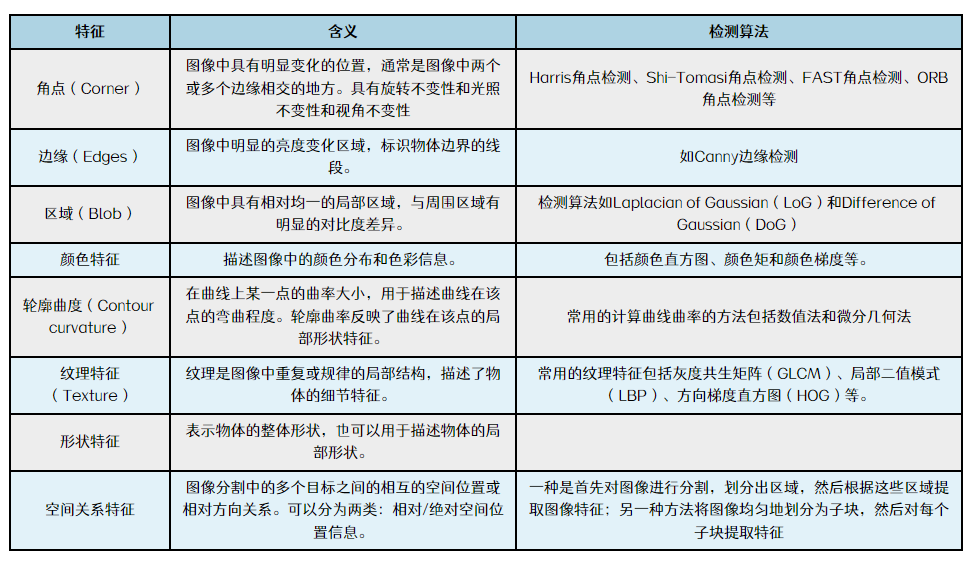 特征
含义
检测算法
角点（Corner）
图像中具有明显变化的位置，通常是图像中两个
或多个边缘相交的地方。具有旋转不变性和光照
不变性和视角不变性
Harris角点检测、Shi-Tomasi角点检测、FAST角点检测、ORB
角点检测等
边缘（Edges）
图像中明显的亮度变化区域，标识物体边界的线
段。
如Canny边缘检测
区域（Blob）
图像中具有相对均一的局部区域，与周围区域有
明显的对比度差异。
检测算法如Laplacian of Gaussian（LoG）和Difference of
Gaussian（DoG）
颜色特征
描述图像中的颜色分布和色彩信息。
包括颜色直方图、颜色矩和颜色梯度等。
轮廓曲度（Contour
curvature）
在曲线上某一点的曲率大小，用于描述曲线在该
点的弯曲程度。轮廓曲率反映了曲线在该点的局
部形状特征。
常用的计算曲线曲率的方法包括数值法和微分几何法
纹理特征
（Texture）
纹理是图像中重复或规律的局部结构，描述了物
体的细节特征。
常用的纹理特征包括灰度共生矩阵（GLCM）、局部二值模式
（LBP）、方向梯度直方图（HOG）等。
形状特征
表示物体的整体形状，也可以用于描述物体的局
部形状。
空间关系特征
图像分割中的多个目标之间的相互的空间位置或
相对方向关系。可以分为两类：相对/绝对空间位
置信息。
一种是首先对图像进行分割，划分出区域，然后根据这些区域提
取图像特征；另一种方法将图像均匀地划分为子块，然后对每个
子块提取特征